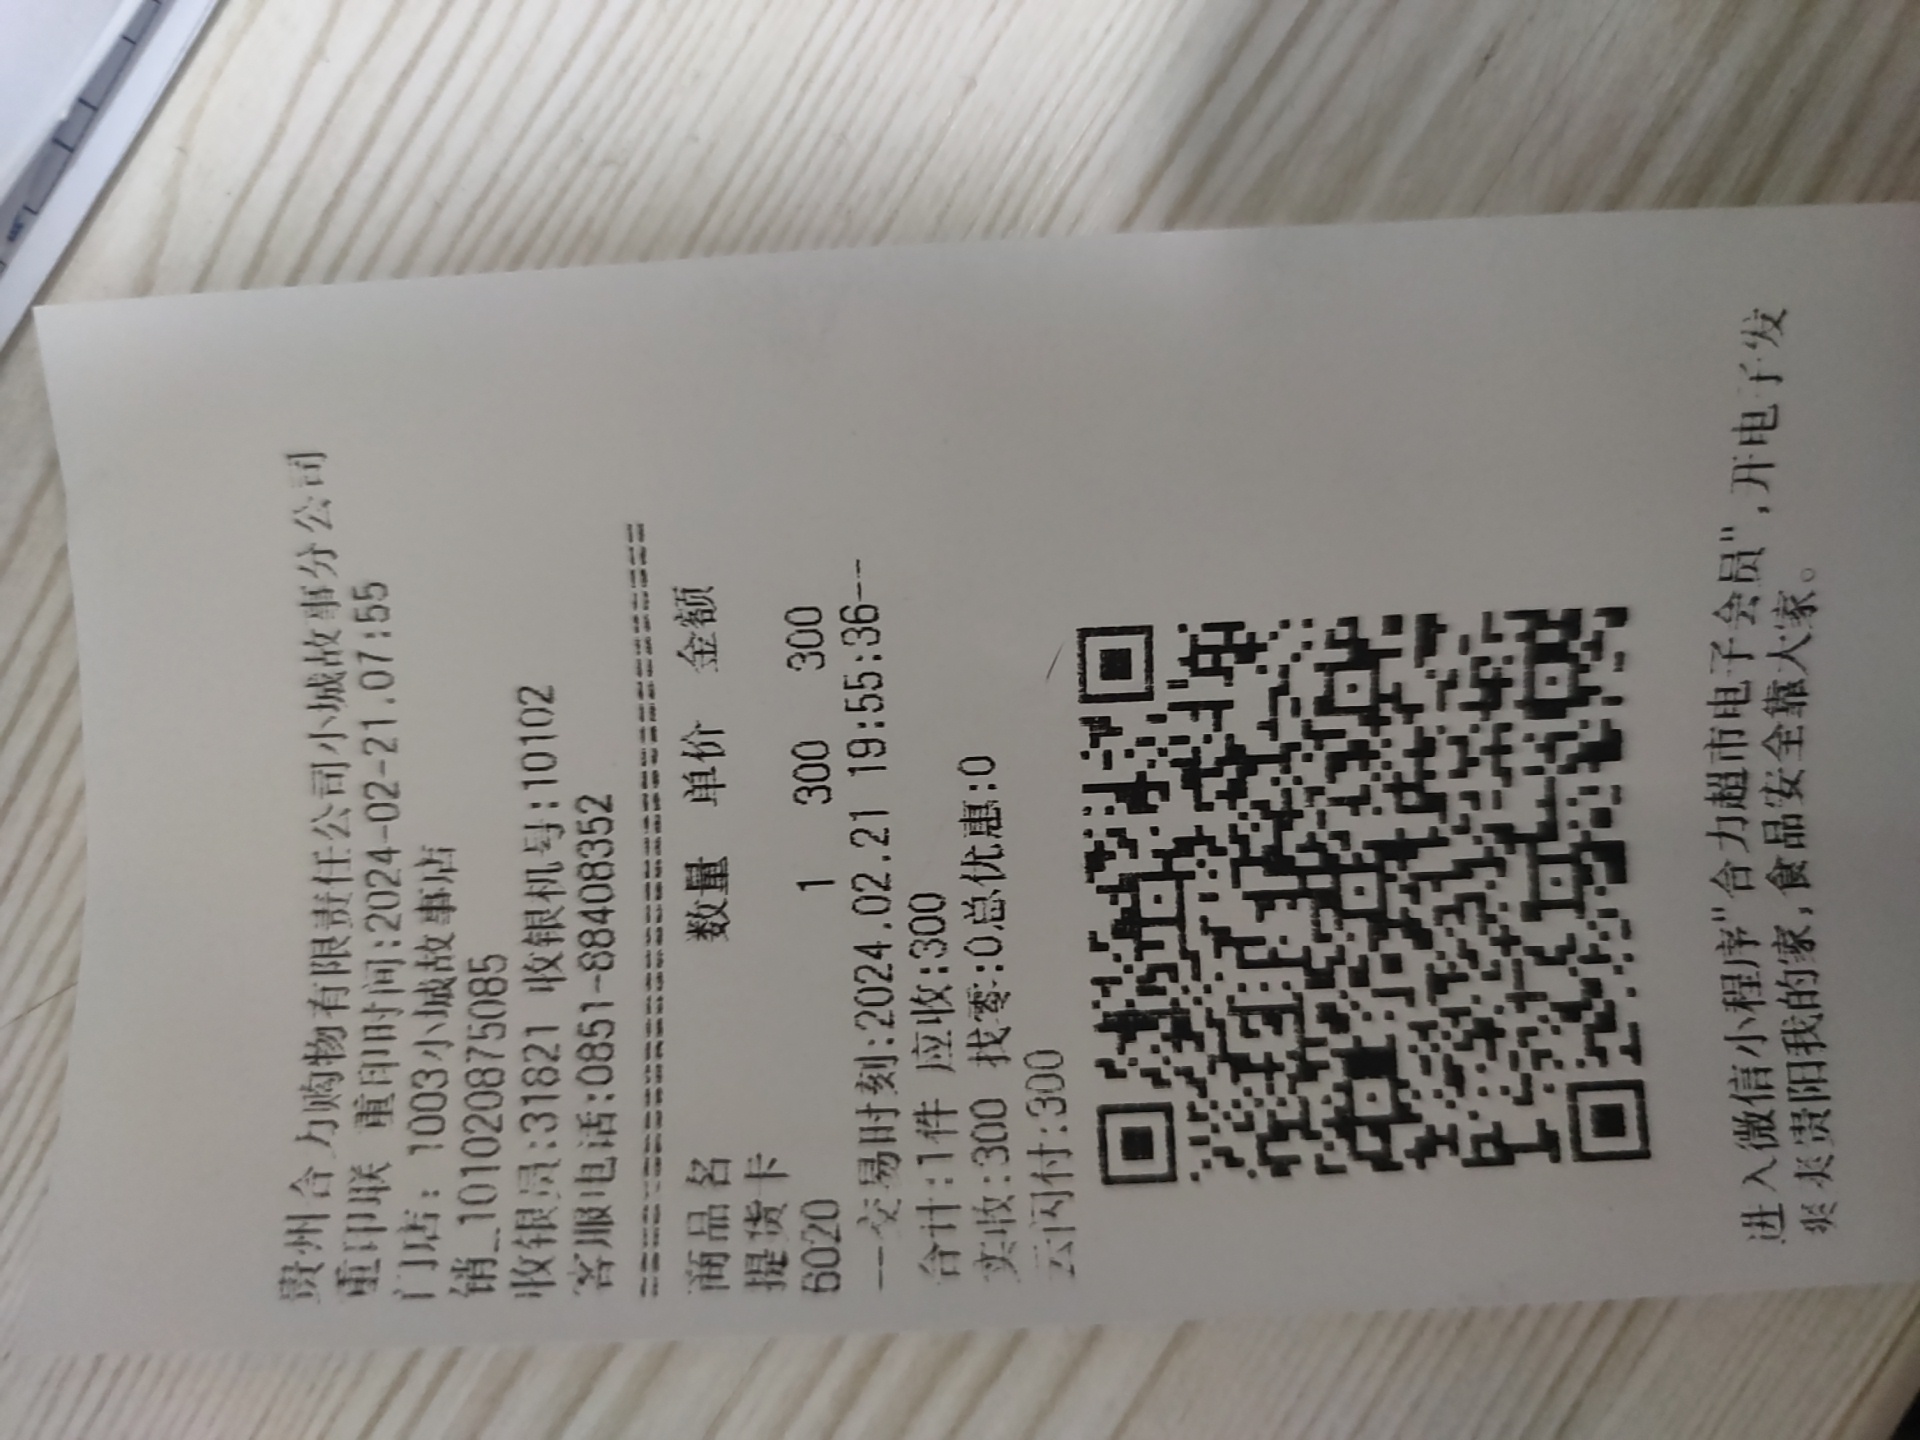 贵州合力购物有限责任公司小城故事分公司
重印联 重印时间:2024-02-21.07:55
门店: 1003小城故事店
销_101020875085
收银员:31821 收银机号:10102
客服电话:0851-88408352
================================
商品名 数量 单价 金额
提货卡
6020 1 300 300
--交易时刻:2024.02.21 19:55:36--
合计:1件 应收:300
实收:300 找零:0总优惠:0
云闪付:300
进入微信小程序"合力超市电子会员",开电子发
爽爽贵阳我的家,食品安全靠大家。